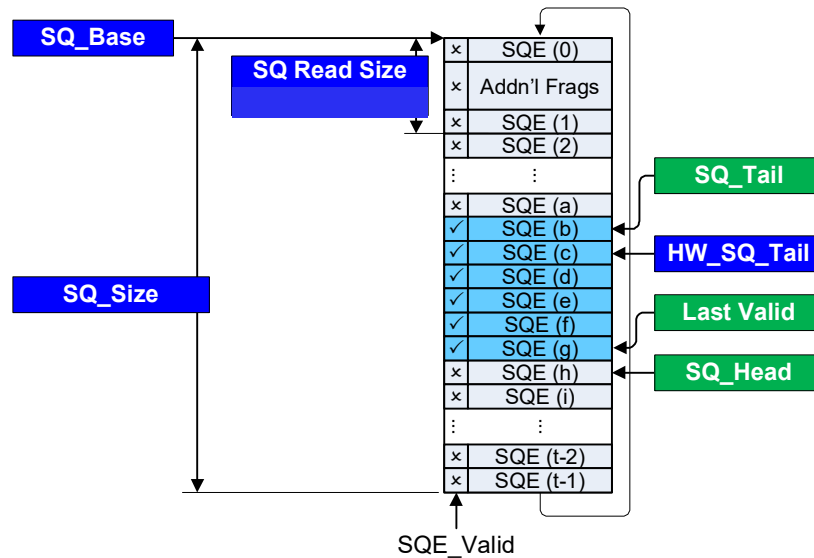 SQ_Base
SQ Read Size
× SQE (0)
× Addn'l Frags
× SQE (1)
× SQE (2)
⋮ ⋮
× SQE (a)
✓ SQE (b)
✓ SQE (c)
✓ SQE (d)
✓ SQE (e)
✓ SQE (f)
✓ SQE (g)
× SQE (h)
× SQE (i)
⋮ ⋮
× SQE (t-2)
× SQE (t-1)
SQ_Tail
HW_SQ_Tail
Last Valid
SQ_Head
SQ_Size
SQE_Valid